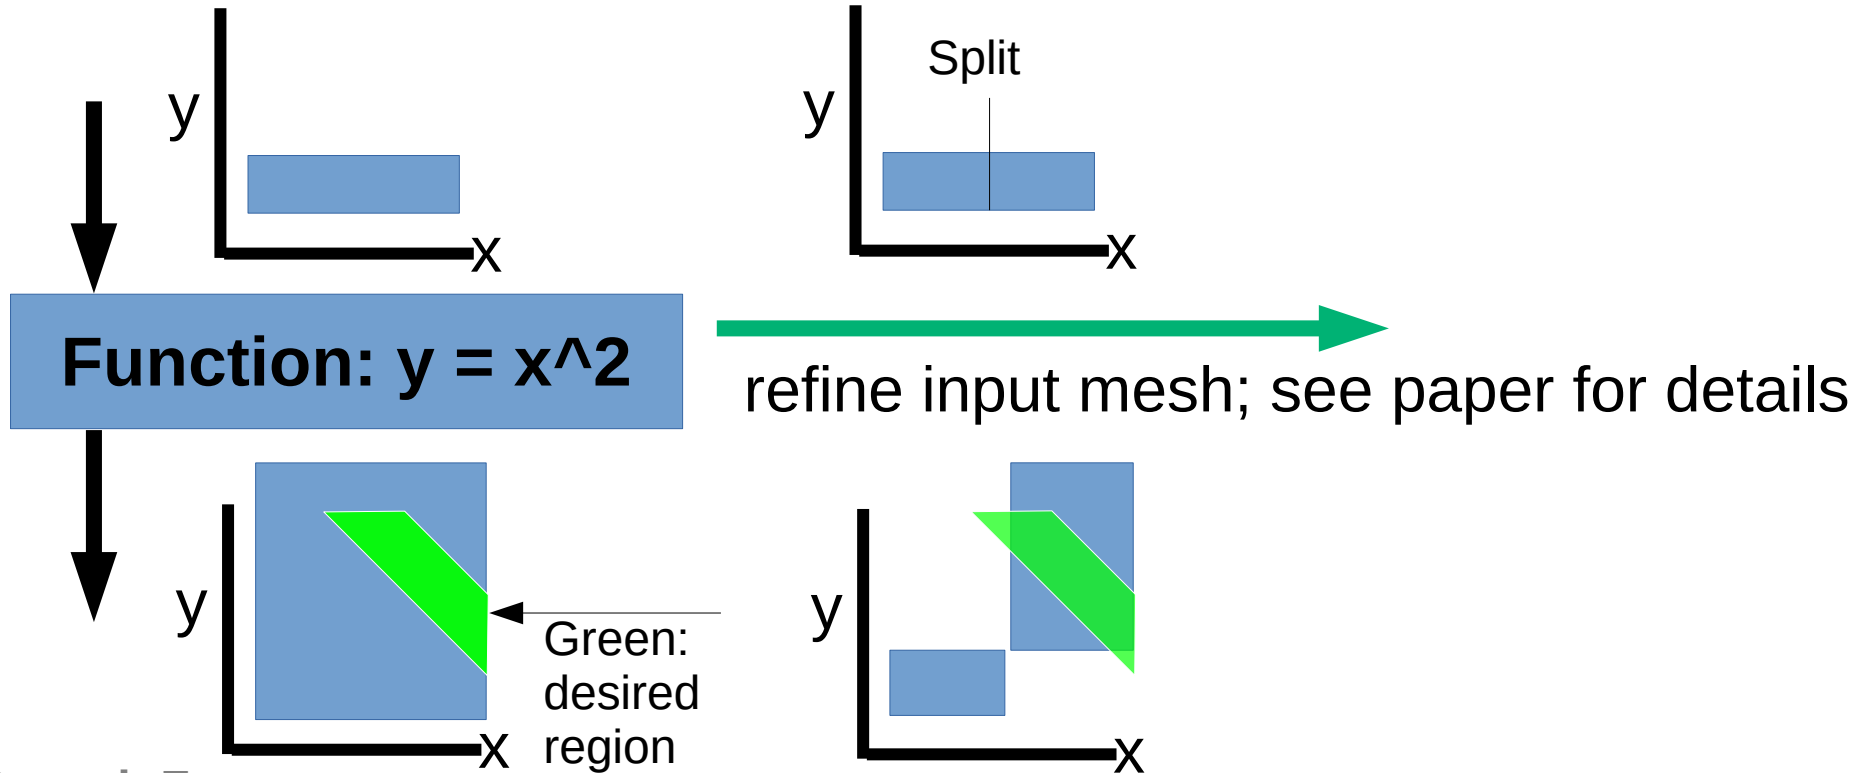 y
x
Split
y
x
Function: y = x^2
refine input mesh; see paper for details
y
x
Green:
desired
region
y
x